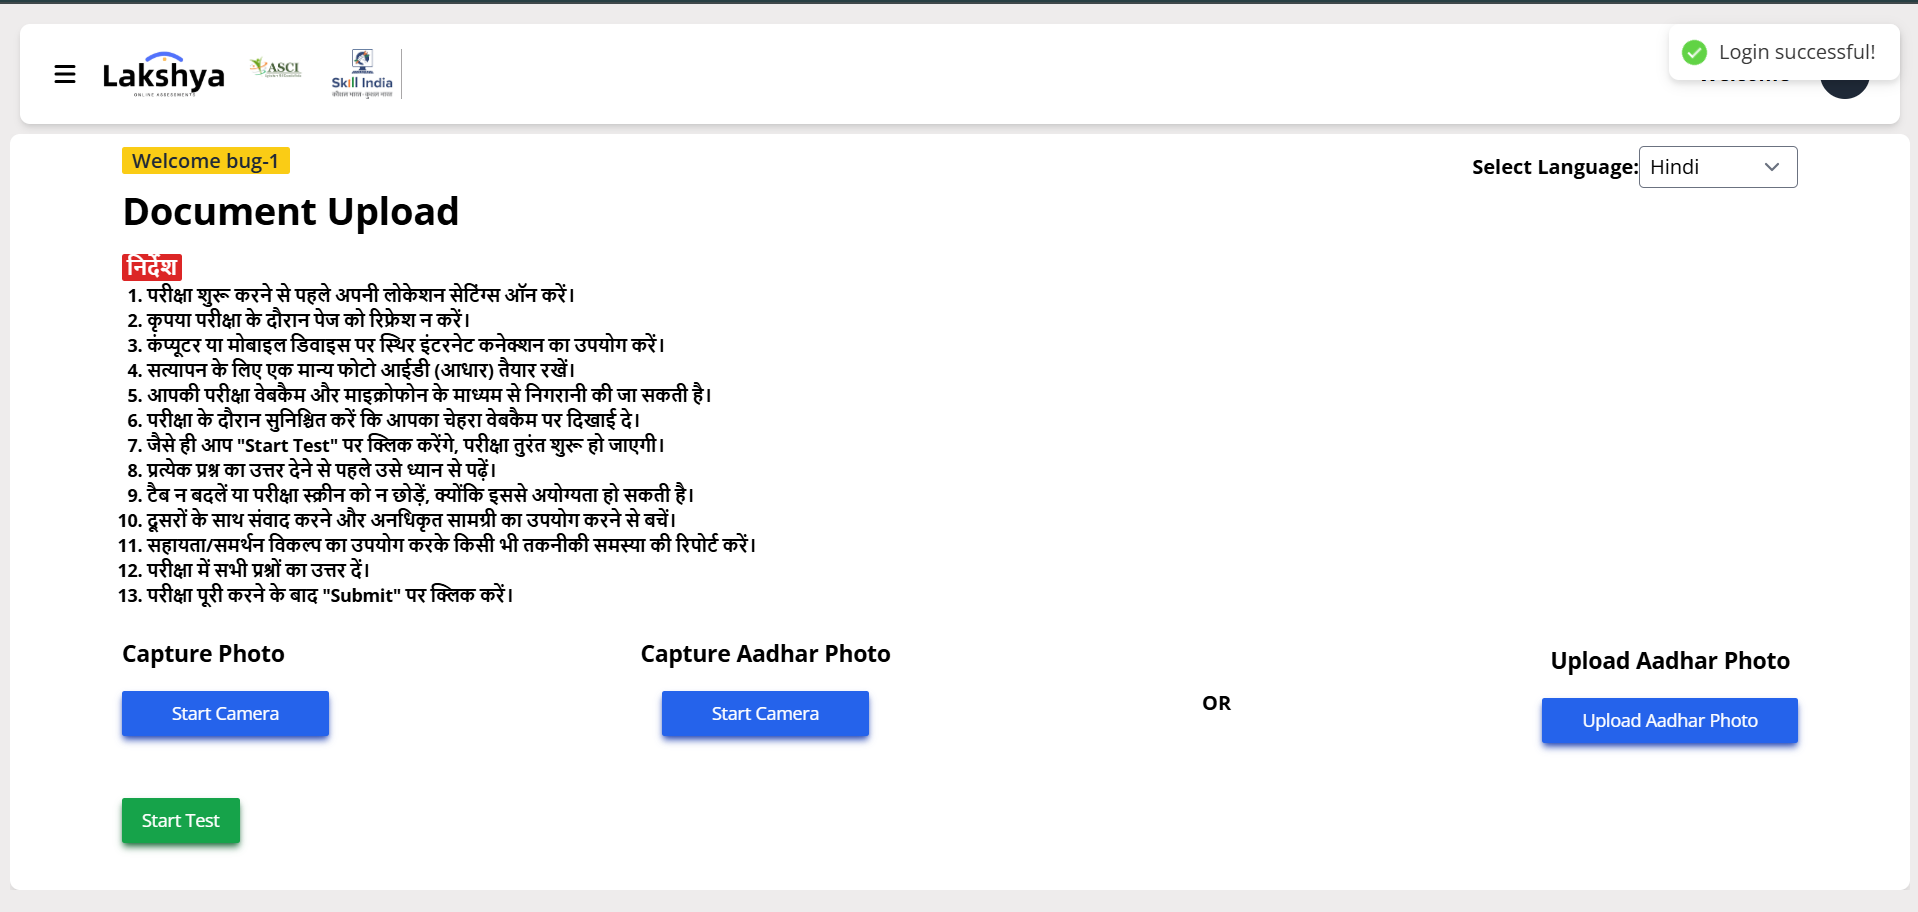 Lakshya
ONLINE ASSESSMENTS
ASCI
Skill India
कौशल भारत - कुशल भारत
Login successful!
Welcome bug-1
Select Language:
Hindi
Document Upload
निर्देश
1. परीक्षा शुरू करने से पहले अपनी लोकेशन सेटिंग्स ऑन करें।
2. कृपया परीक्षा के दौरान पेज को रिफ्रेश न करें।
3. कंप्यूटर या मोबाइल डिवाइस पर स्थिर इंटरनेट कनेक्शन का उपयोग करें।
4. सत्यापन के लिए एक मान्य फोटो आईडी (आधार) तैयार रखें।
5. आपकी परीक्षा वेबकैम और माइक्रोफोन के माध्यम से निगरानी की जा सकती है।
6. परीक्षा के दौरान सुनिश्चित करें कि आपका चेहरा वेबकैम पर दिखाई दे।
7. जैसे ही आप "Start Test" पर क्लिक करेंगे, परीक्षा तुरंत शुरू हो जाएगी।
8. प्रत्येक प्रश्न का उत्तर देने से पहले उसे ध्यान से पढ़ें।
9. टैब न बदलें या परीक्षा स्क्रीन को न छोड़ें, क्योंकि इससे अयोग्यता हो सकती है।
10. दूसरों के साथ संवाद करने और अनधिकृत सामग्री का उपयोग करने से बचें।
11. सहायता/समर्थन विकल्प का उपयोग करके किसी भी तकनीकी समस्या की रिपोर्ट करें।
12. परीक्षा में सभी प्रश्नों का उत्तर दें।
13. परीक्षा पूरी करने के बाद "Submit" पर क्लिक करें।
Capture Photo
Capture Aadhar Photo
Upload Aadhar Photo
Start Camera
Start Camera
OR
Upload Aadhar Photo
Start Test